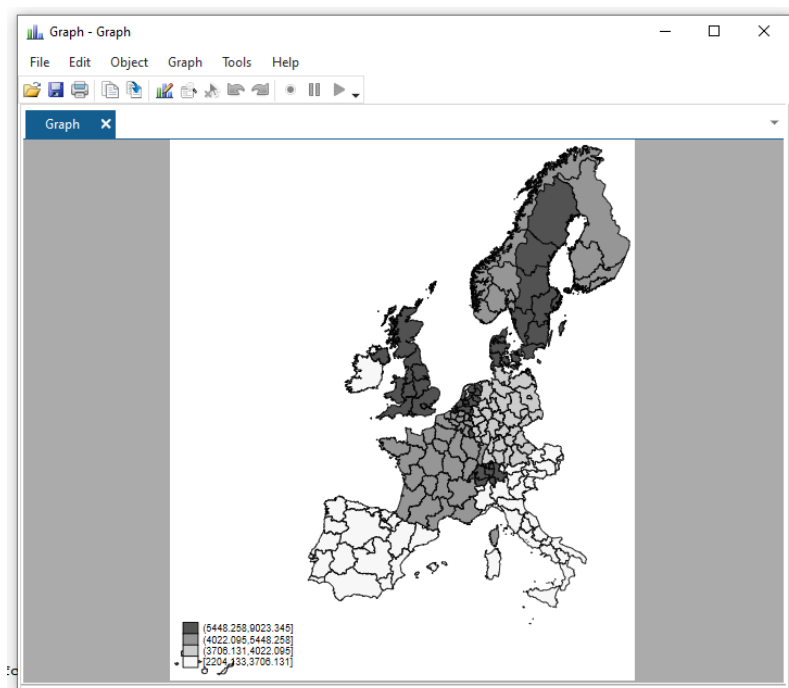 Graph - Graph
File Edit Object Graph Tools Help
Graph
(5448.258,9023.345]
(4022.095,5448.258]
(3706.131,4022.095]
[2204.133,3706.131]